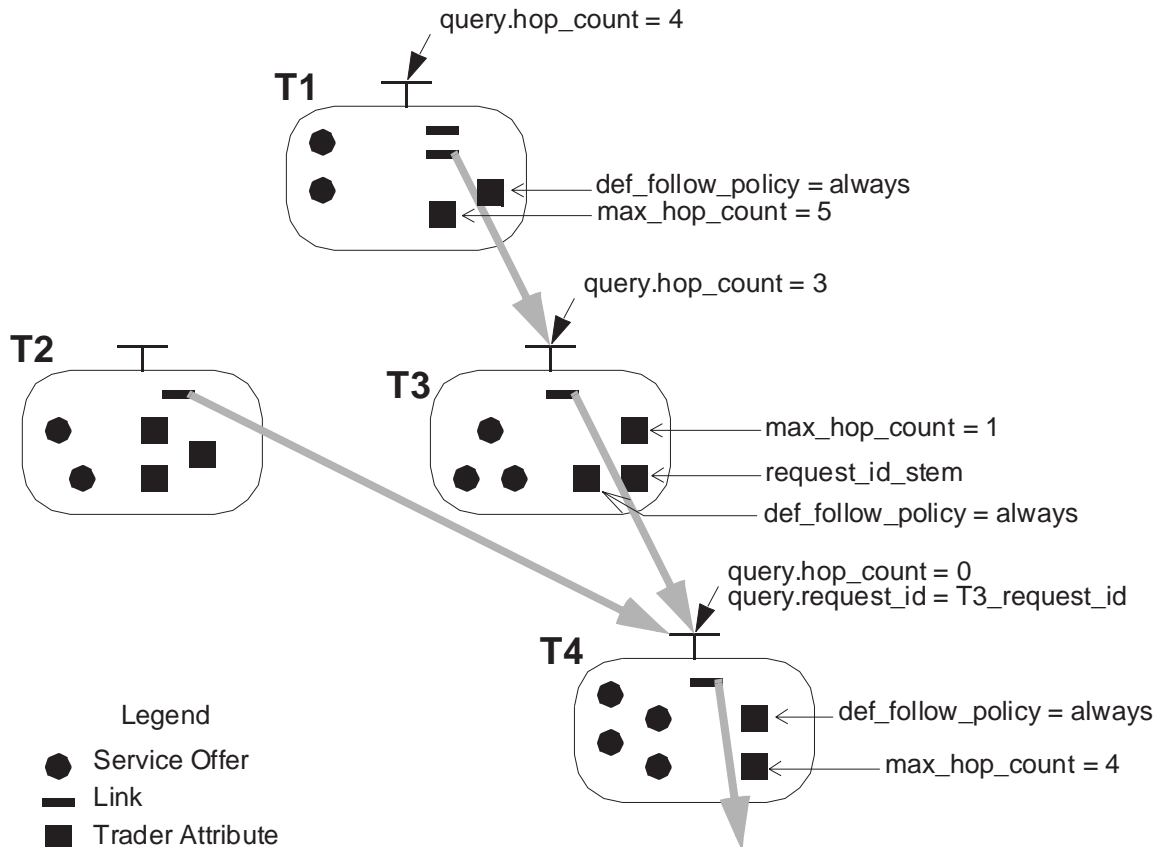 query.hop_count = 4
T1
def_follow_policy = always
max_hop_count = 5
query.hop_count = 3
T2
T3
max_hop_count = 1
request_id_stem
def_follow_policy = always
query.hop_count = 0
query.request_id = T3_request_id
T4
def_follow_policy = always
max_hop_count = 4
Legend
Service Offer
Link
Trader Attribute